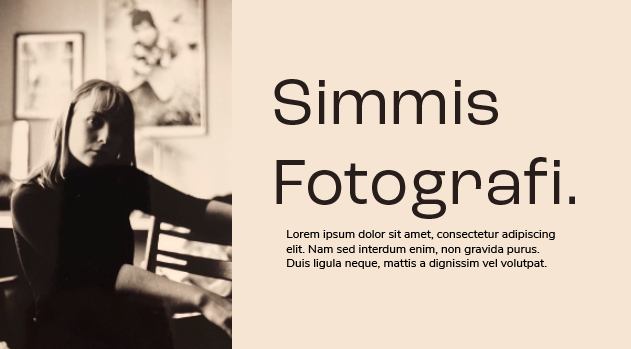 Simmis
Fotografi.
Lorem ipsum dolor sit amet, consectetur adipiscing
elit. Nam sed interdum enim, non gravida purus.
Duis ligula neque, mattis a dignissim vel volutpat.